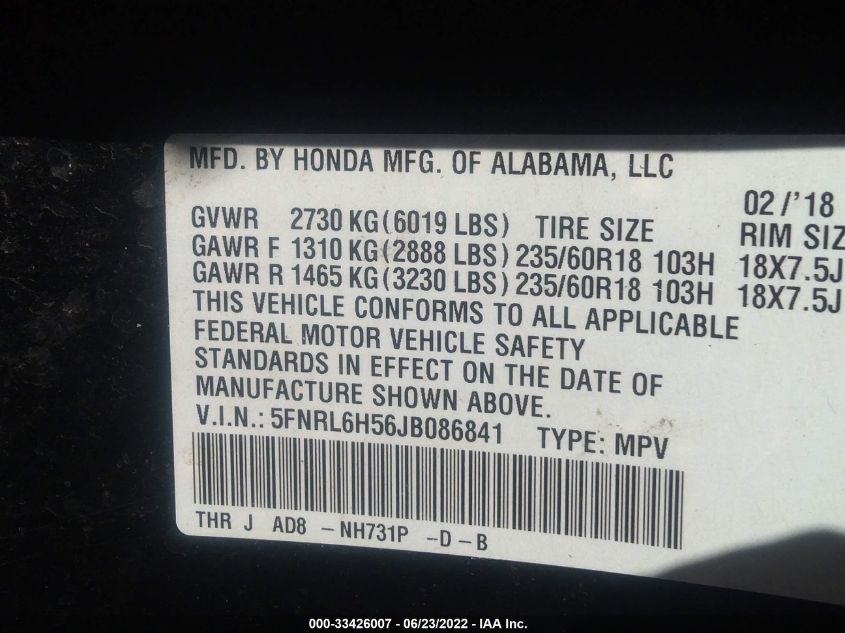 MFD. BY HONDA MFG. OF ALABAMA, LLC
02/'18
GVWR 2730 KG(6019 LBS) TIRE SIZE RIM SIZ
GAWR F 1310 KG(2888 LBS) 235/60R18 103H 18X7.5J
GAWR R 1465 KG(3230 LBS) 235/60R18 103H 18X7.5J
THIS VEHICLE CONFORMS TO ALL APPLICABLE
FEDERAL MOTOR VEHICLE SAFETY
STANDARDS IN EFFECT ON THE DATE OF
MANUFACTURE SHOWN ABOVE.
V.I.N.: 5FNRL6H56JB086841 TYPE: MPV
THR J AD8 -NH731P -D-B
000-33426007 - 06/23/2022 - IAA Inc.